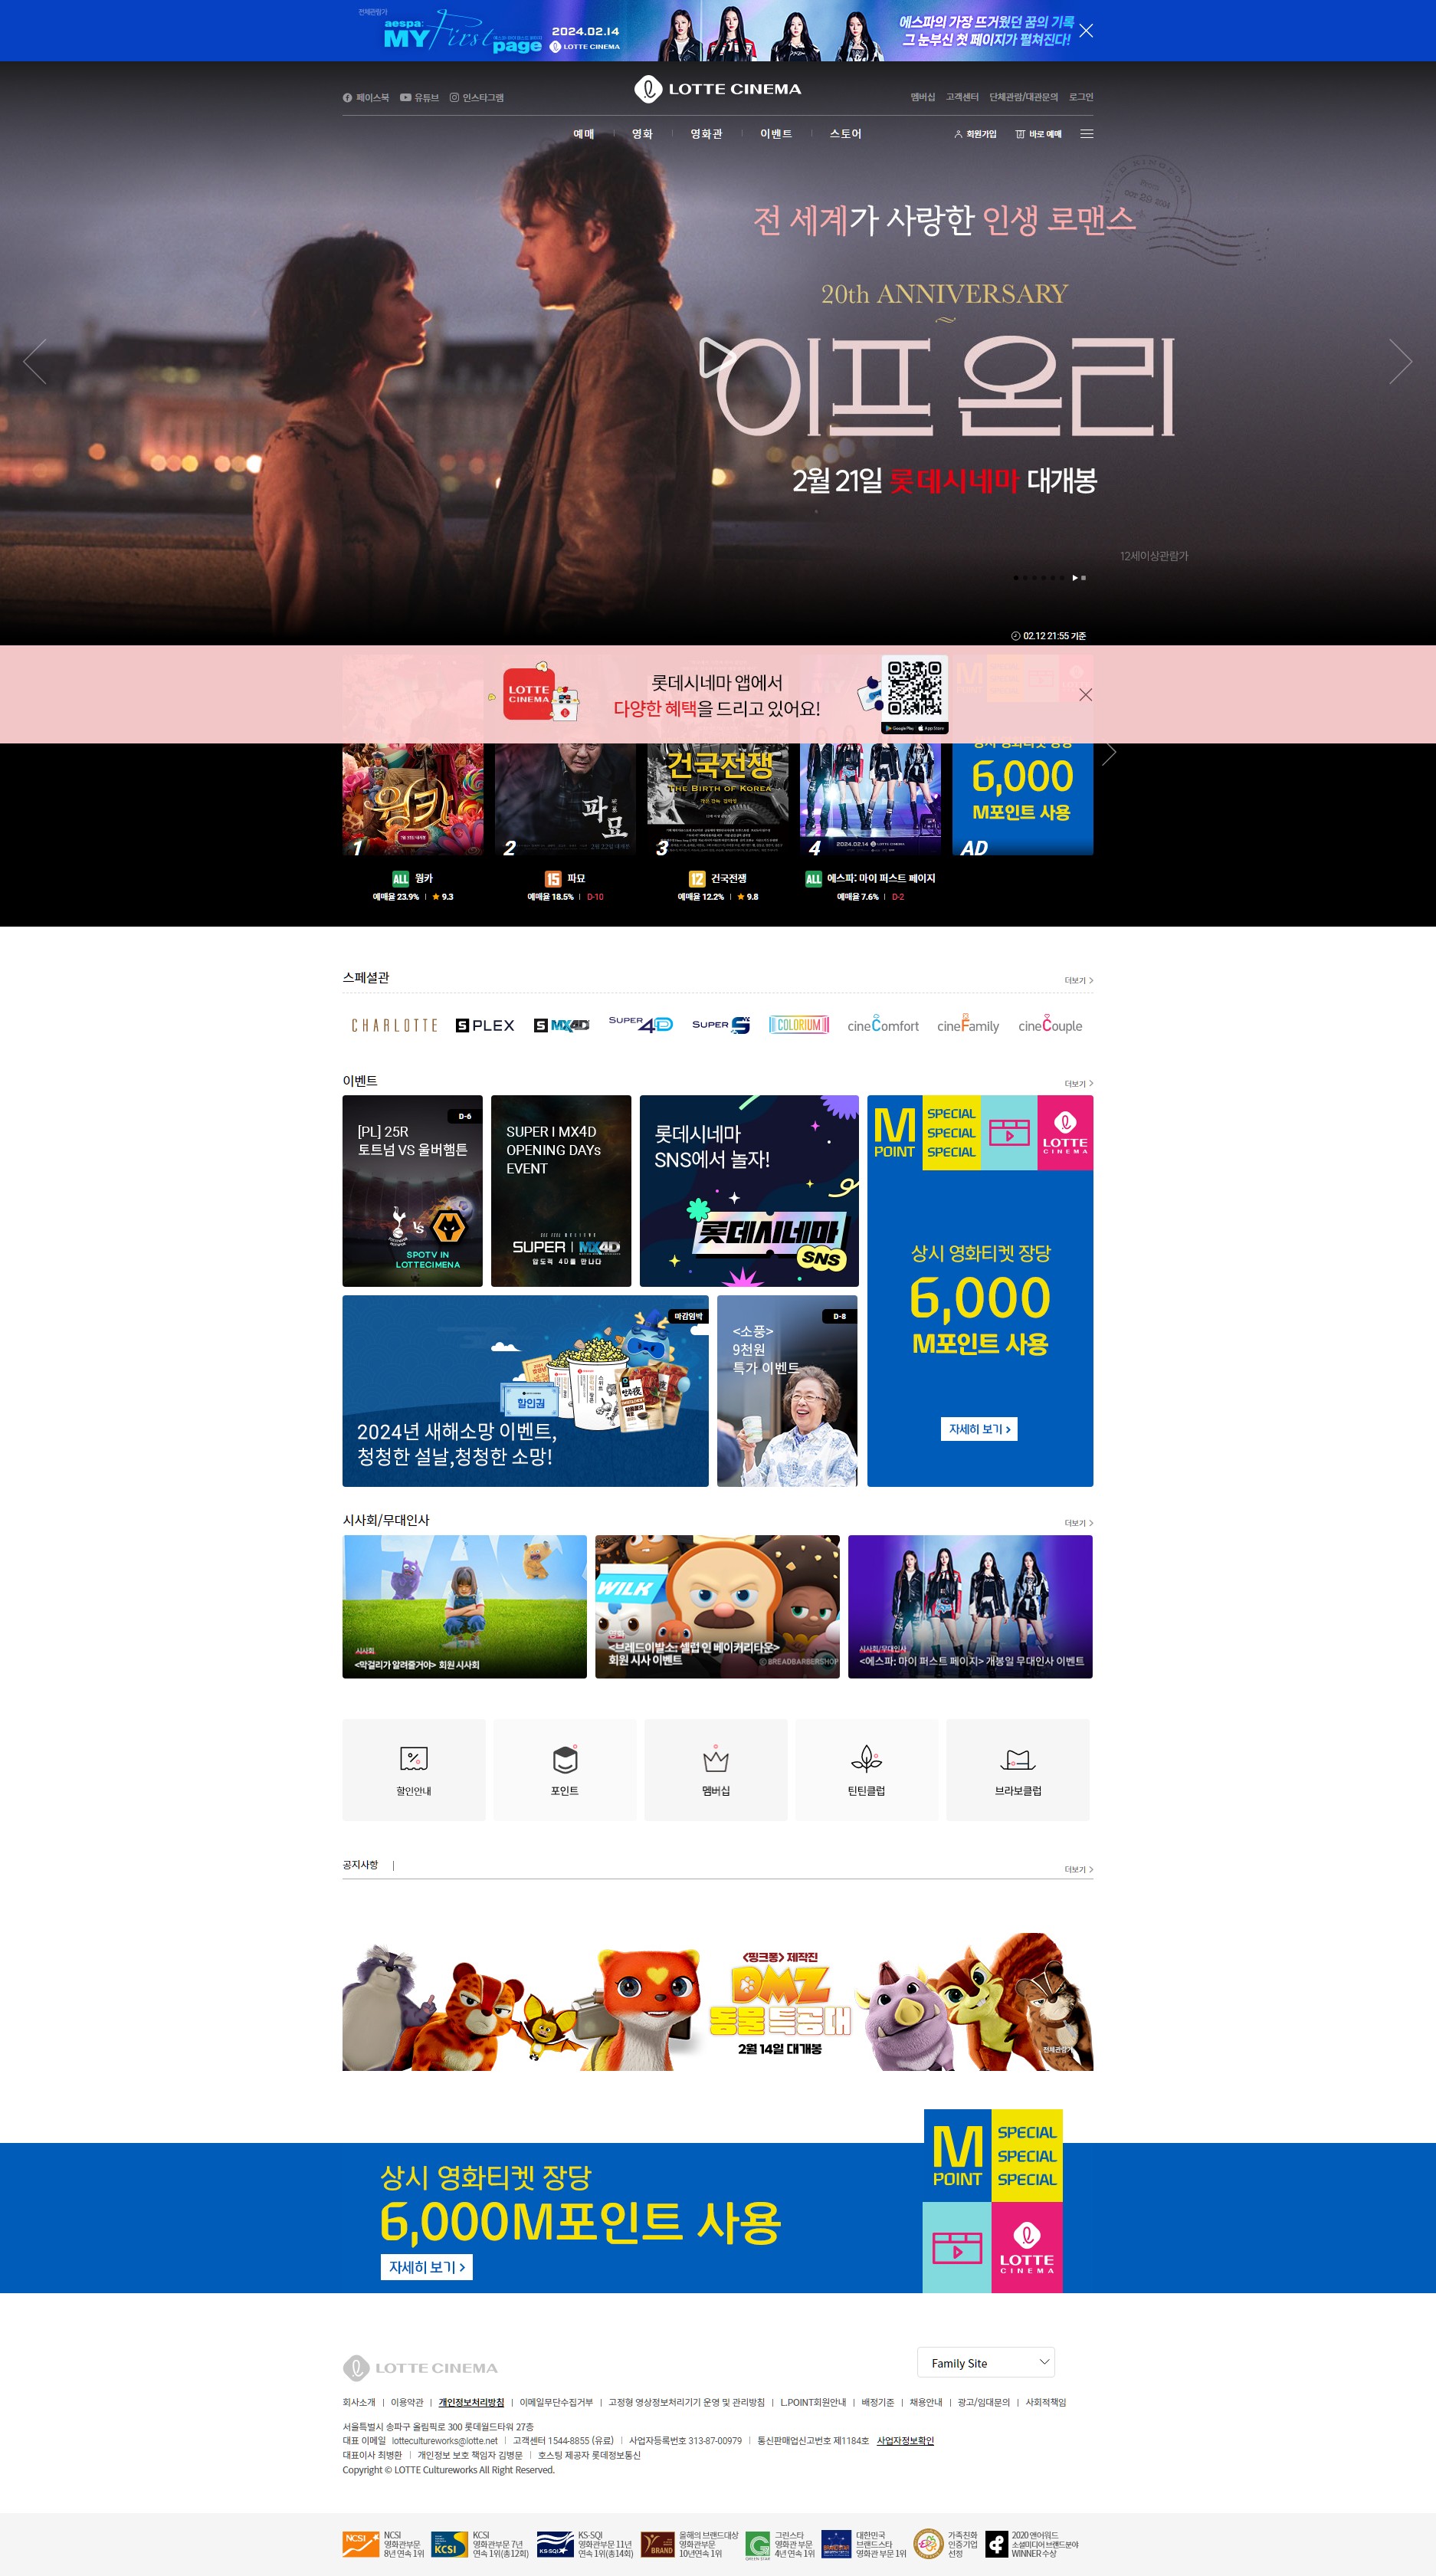 전체관람가
aespa:
MY First page
2024.02.14
LOTTE CINEMA
에스파의 가장 뜨거웠던 꿈의 기록
그 눈부신 첫 페이지가 펼쳐진다!
페이스북 유튜브 인스타그램
LOTTE CINEMA
멤버십 고객센터 단체관람/대관문의 로그인
예매 영화 영화관 이벤트 스토어
회원가입 바로 예매
전 세계가 사랑한 인생 로맨스
20th ANNIVERSARY
이프 온리
2월 21일 롯데시네마 대개봉
12세이상관람가
02.12 21:55 기준
LOTTE CINEMA
롯데시네마 앱에서
다양한 혜택을 드리고 있어요!
Google Play App Store
웡카
파묘
2월 22일 대개봉
건국전쟁
THE BIRTH OF KOREA
2024.02.14 LOTTE CINEMA
상시 영화티켓 장당
6,000
M포인트 사용
1 2 3 4 AD
ALL 웡카
예매율 23.9% 9.3
15 파묘
예매율 18.5% D-10
12 건국전쟁
예매율 12.2% 9.8
ALL 에스파: 마이 퍼스트 페이지
예매율 7.6% D-2
스페셜관
더보기
CHARLOTTE S PLEX S MX4D SUPER 4D SUPER S COLORIUM cineComfort cineFamily cineCouple
이벤트
더보기
D-6
[PL] 25R
토트넘 VS 울버햄튼
VS
SPOTV IN
LOTTECIMENA
SUPER I MX4D
OPENING DAYs
EVENT
SUPER | MX4D
압도적 4D를 만나다
롯데시네마
SNS에서 놀자!
롯데시네마
SNS
M POINT
SPECIAL
SPECIAL
SPECIAL
LOTTE
CINEMA
상시 영화티켓 장당
6,000
M포인트 사용
자세히 보기
마감임박
할인권
2024년 새해소망 이벤트,
청청한 설날,청청한 소망!
D-8
<소풍>
9천원
특가 이벤트
시사회/무대인사
더보기
시사회
<막걸리가 알려줄거야> 회원 시사회
WILK
<브레드이발소: 셀럽 인 베이커리타운>
회원 시사 이벤트
©BREADBARBERSHOP
시사회/무대인사
<에스파: 마이 퍼스트 페이지> 개봉일 무대인사 이벤트
할인안내
포인트
멤버십
틴틴클럽
브라보클럽
공지사항
더보기
<핑크퐁> 제작진
DMZ
동물 특공대
2월 14일 대개봉
전체관람가
상시 영화티켓 장당
6,000M포인트 사용
자세히 보기
M POINT
SPECIAL
SPECIAL
SPECIAL
LOTTE
CINEMA
LOTTE CINEMA
Family Site
회사소개 이용약관 개인정보처리방침 이메일무단수집거부 고정형 영상정보처리기기 운영 및 관리방침 L.POINT회원안내 배정기준 채용안내 광고/임대문의 사회적책임
서울특별시 송파구 올림픽로 300 롯데월드타워 27층
대표 이메일 lottecultureworks@lotte.net 고객센터 1544-8855 (유료) 사업자등록번호 313-87-00979 통신판매업신고번호 제1184호 사업자정보확인
대표이사 최병환 개인정보 보호 책임자 김병문 호스팅 제공자 롯데정보통신
Copyright © LOTTE Cultureworks All Right Reserved.
NCSI
영화관부문
8년 연속 1위
KCSI
영화관부문 7년
연속 1위(총12회)
KS-SQI
영화관부문 11년
연속 1위(총14회)
올해의 브랜드대상
영화관부문
10년연속 1위
그린스타
영화관 부문
4년 연속 1위
대한민국
브랜드스타
영화관 부문 1위
가족친화
인증기업
선정
2020 앤어워드
소셜미디어 브랜드분야
WINNER 수상